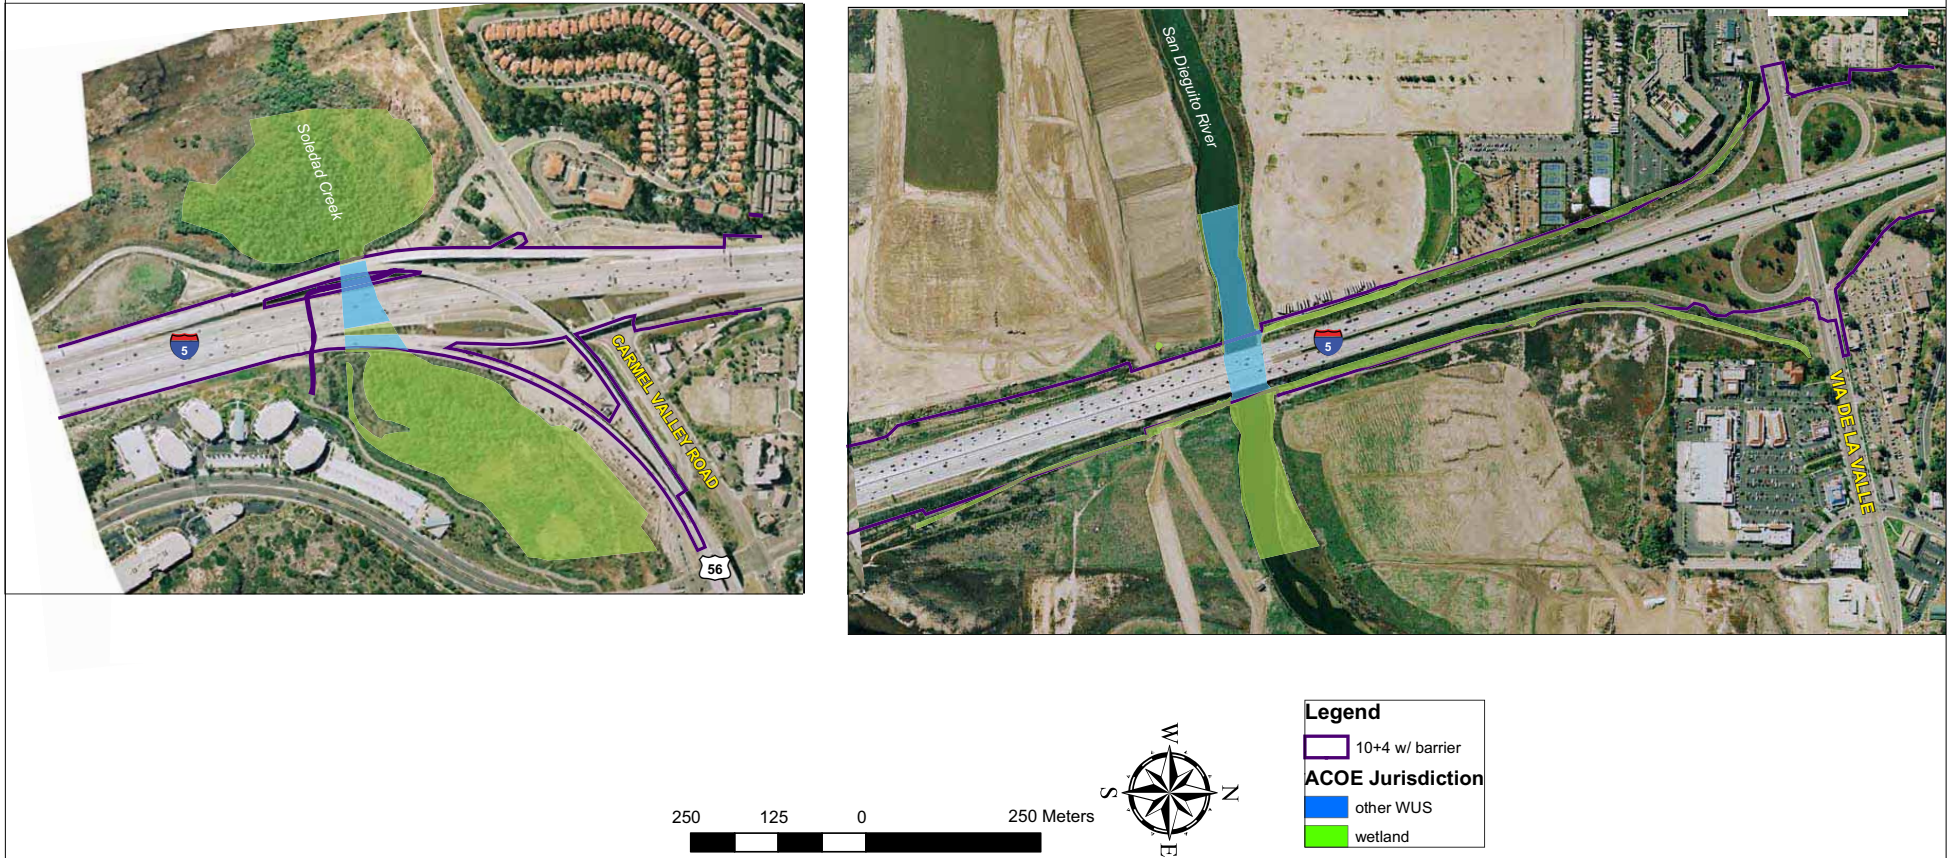 Soledad Creek
5
CARMEL VALLEY ROAD
56
San Dieguito River
5
VIA DE LA VALLE
250 125 0 250 Meters
W
S N
E
Legend
10+4 w/ barrier
ACOE Jurisdiction
other WUS
wetland